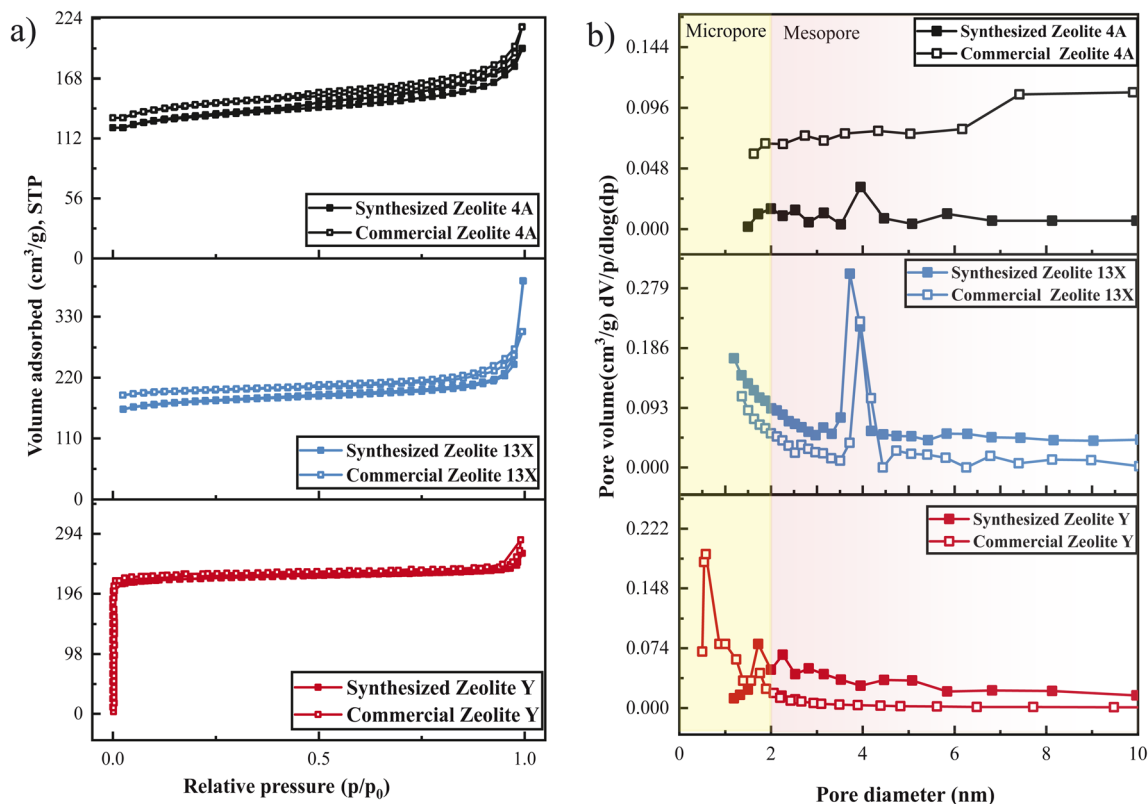 a)
Volume adsorbed (cm³/g), STP
224
168
112
56
0
Synthesized Zeolite 4A
Commercial Zeolite 4A
330
220
110
0
Synthesized Zeolite 13X
Commercial Zeolite 13X
294
196
98
0
Synthesized Zeolite Y
Commercial Zeolite Y
0.0
0.5
1.0
Relative pressure (p/p₀)
b)
Pore volume(cm³/g) dV/p/dlog(dp)
Micropore
Mesopore
Synthesized Zeolite 4A
Commercial Zeolite 4A
0.144
0.096
0.048
0.000
Synthesized Zeolite 13X
Commercial Zeolite 13X
0.279
0.186
0.093
0.000
Synthesized Zeolite Y
Commercial Zeolite Y
0.222
0.148
0.074
0.000
0
2
4
6
8
10
Pore diameter (nm)